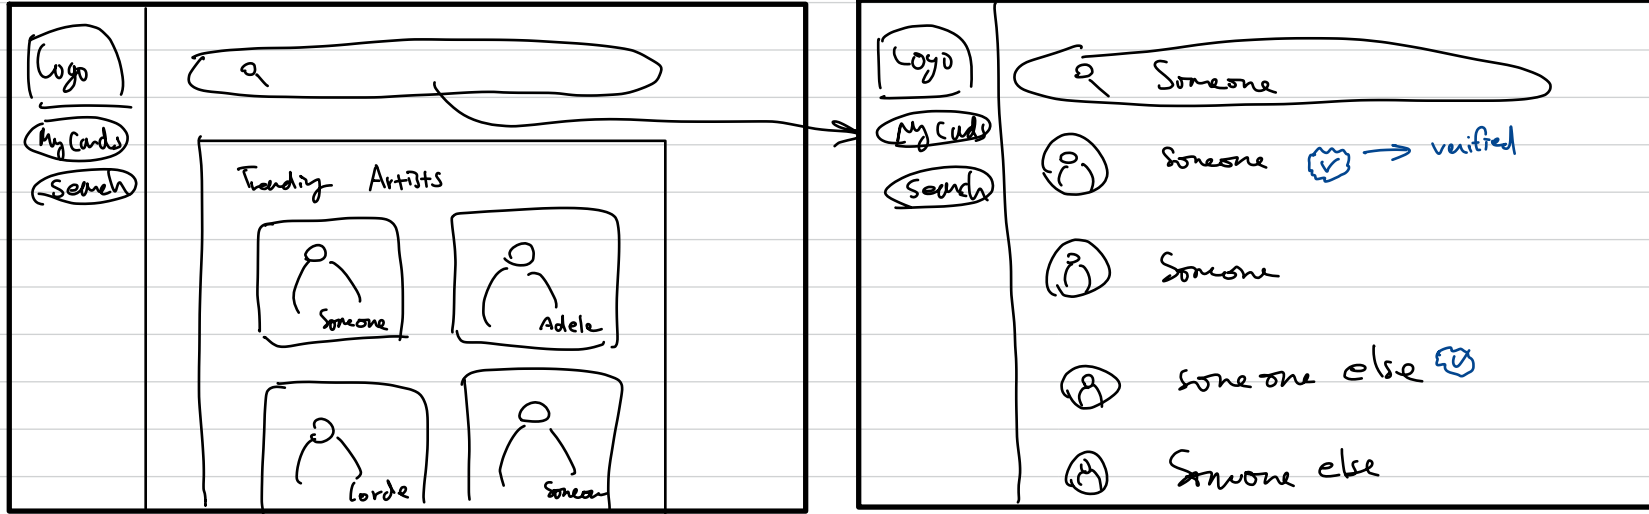 Logo
My Cards
Search
Trending Artists
Someone
Adele
Lorde
Someone
Logo
My Cards
Search
Someone
Someone
verified
Someone
someone else
Someone else